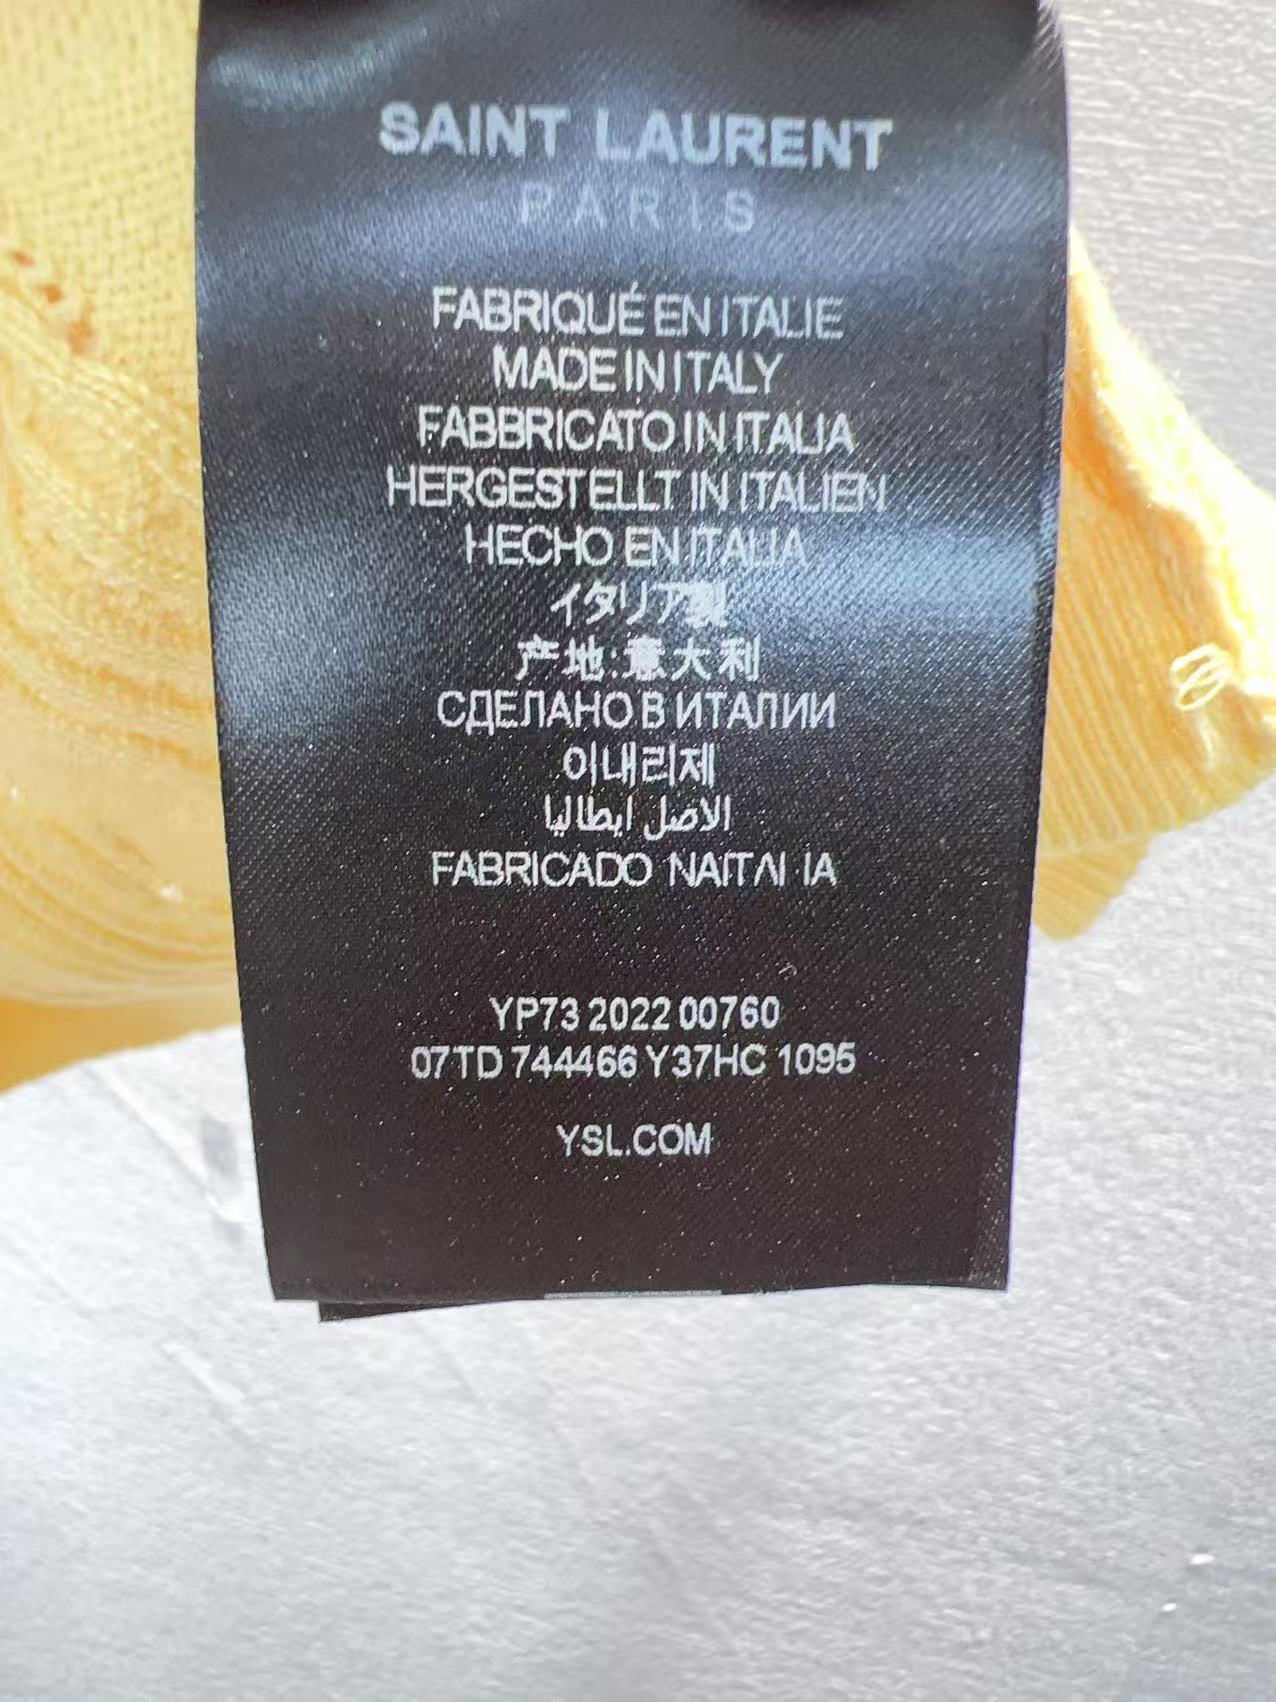 SAINT LAURENT
PARIS
FABRIQUÉ EN ITALIE
MADE IN ITALY
FABBRICATO IN ITALIA
HERGESTELLT IN ITALIEN
HECHO EN ITALIA
イタリア製
产地:意大利
СДЕЛАНО В ИТАЛИИ
이내리제
الاصل ايطاليا
FABRICADO NAITALIA
YP73 2022 00760
07TD 744466 Y37HC 1095
YSL.COM